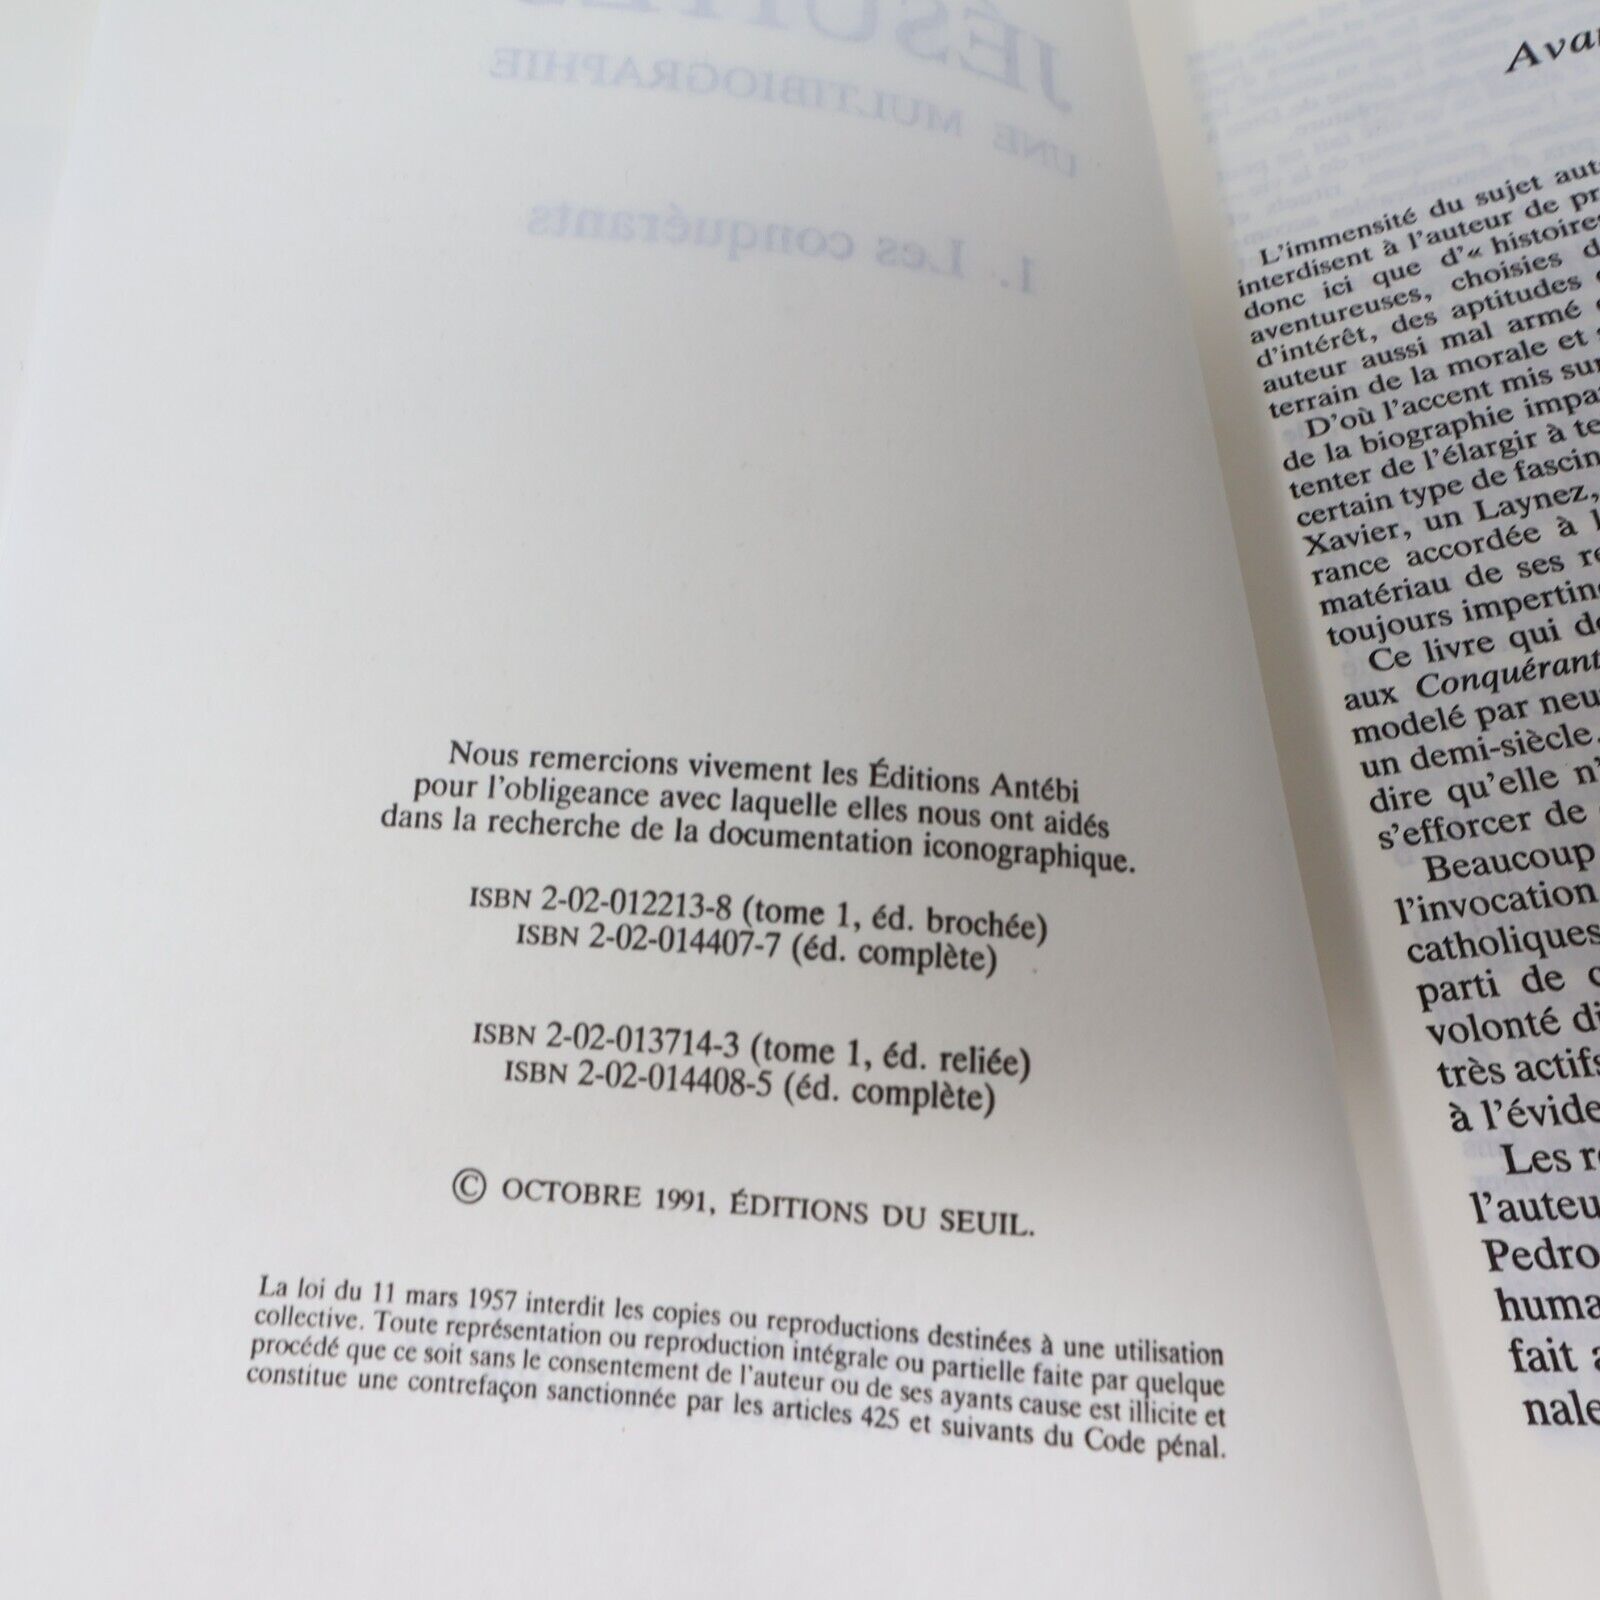 JÉSUITES
UNE MULTIBIOGRAPHIE
1. Les conquérants
Nous remercions vivement les Éditions Antébi
pour l'obligeance avec laquelle elles nous ont aidés
dans la recherche de la documentation iconographique.
ISBN 2-02-012213-8 (tome 1, éd. brochée)
ISBN 2-02-014407-7 (éd. complète)
ISBN 2-02-013714-3 (tome 1, éd. reliée)
ISBN 2-02-014408-5 (éd. complète)
© OCTOBRE 1991, ÉDITIONS DU SEUIL.
La loi du 11 mars 1957 interdit les copies ou reproductions destinées à une utilisation
collective. Toute représentation ou reproduction intégrale ou partielle faite par quelque
procédé que ce soit sans le consentement de l'auteur ou de ses ayants cause est illicite et
constitue une contrefaçon sanctionnée par les articles 425 et suivants du Code pénal.
L'immensité du sujet
interdisent à l'auteur de
donc ici que d'« histoires
aventureuses, choisies
d'intérêt, des aptitudes
auteur aussi mal armé
terrain de la morale et
D'où l'accent mis sur
de la biographie
tenter de l'élargir à
certain type de
Xavier, un Laynez,
rance accordée à
matériau de ses
toujours
Ce livre qui
aux Conquérant
modelé par
un demi-siècle.
dire qu'elle
s'efforcer de
Beaucoup
l'invocation
catholiques
parti de
volonté
très actifs
à
Les
Pedro
fait